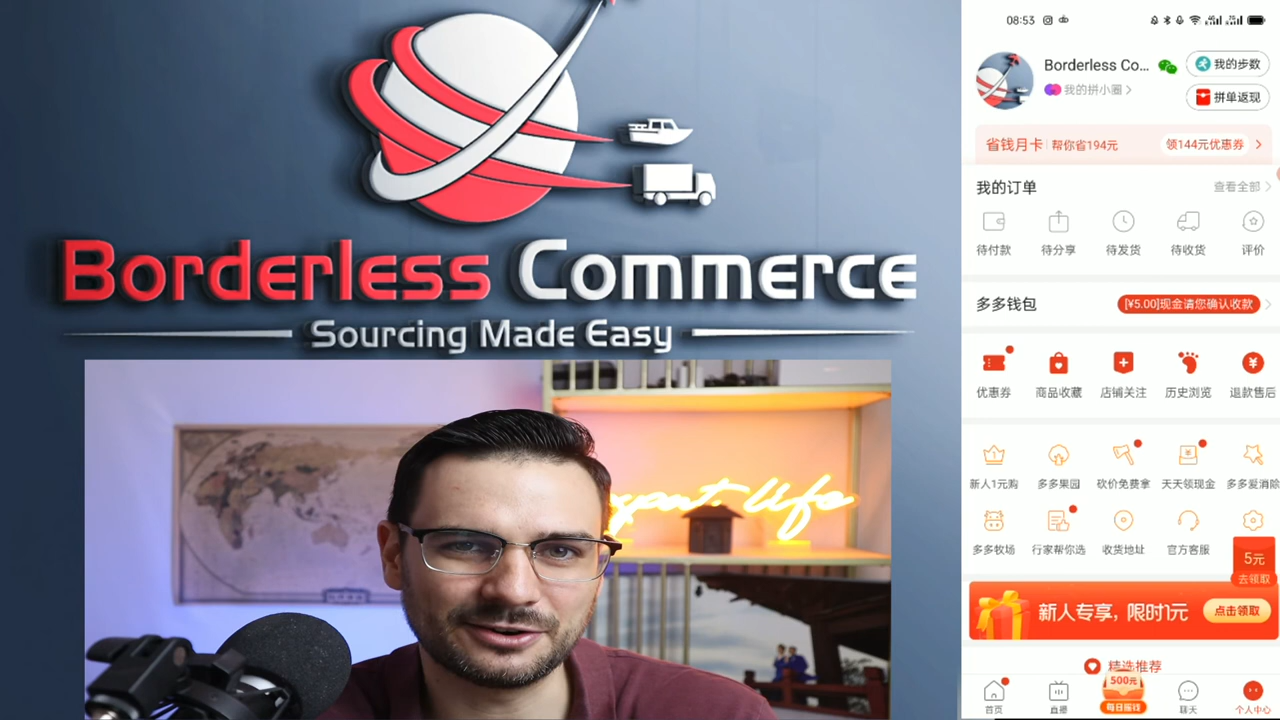 Borderless Commerce
Sourcing Made Easy
expat life
08:53
Borderless Co...
我的步数
我的拼小圈
拼单返现
省钱月卡 帮你省194元 领144元优惠券
我的订单 查看全部
待付款 待分享 待发货 待收货 评价
多多钱包 [¥5.00]现金请您确认收款
优惠券 商品收藏 店铺关注 历史浏览 退款售后
新人1元购 多多果园 砍价免费拿 天天领现金 多多爱消除
多多牧场 行家帮你选 收货地址 官方客服
5元
去领取
新人专享，限时1元 点击领取
精选推荐
500元
每日赚钱
首页 直播 聊天 个人中心